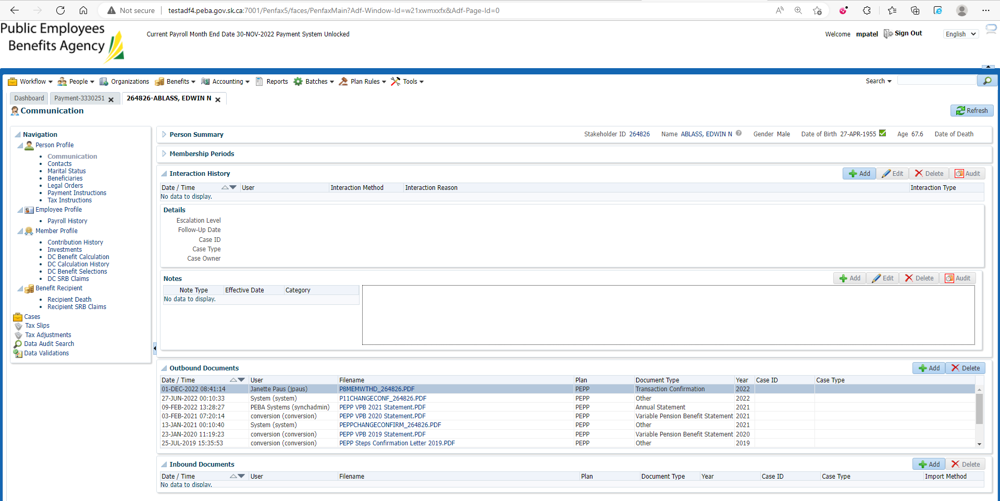 Not secure | testadf4.peba.gov.sk.ca:7001/Penfax5/faces/PenfaxMain?Adf-Window-Id=w21xwmxxfx&Adf-Page-Id=0
Public Employees
Benefits Agency
Current Payroll Month End Date 30-NOV-2022 Payment System Unlocked
Welcome mpatel Sign Out English
Workflow People Organizations Benefits Accounting Reports Batches Plan Rules Tools Search
Dashboard Payment-3330251 264826-ABLASS, EDWIN N
Communication Refresh
Navigation
Person Profile
Communication
Contacts
Marital Status
Beneficiaries
Legal Orders
Payment Instructions
Tax Instructions
Employee Profile
Payroll History
Member Profile
Contribution History
Investments
DC Benefit Calculation
DC Calculation History
DC Benefit Selections
DC SRB Claims
Benefit Recipient
Recipient Death
Recipient SRB Claims
Cases
Tax Slips
Tax Adjustments
Data Audit Search
Data Validations
Person Summary Stakeholder ID 264826 Name ABLASS, EDWIN N Gender Male Date of Birth 27-APR-1955 Age 67.6 Date of Death
Membership Periods
Interaction History Add Edit Delete Audit
Date / Time User Interaction Method Interaction Reason Interaction Type
No data to display.
Details
Escalation Level
Follow-Up Date
Case ID
Case Type
Case Owner
Notes Add Edit Delete Audit
Note Type Effective Date Category
No data to display.
Outbound Documents Add Delete
Date / Time User Filename Plan Document Type Year Case ID Case Type
01-DEC-2022 08:41:14 Janette Paus (jpaus) P8MEMWTHD_264826.PDF PEPP Transaction Confirmation 2022
27-JUN-2022 00:10:33 System (system) P11CHANGECONF_264826.PDF PEPP Other 2022
09-FEB-2022 13:28:27 PEBA Systems (synchadmin) PEPP VPB 2021 Statement.PDF PEPP Annual Statement 2021
03-FEB-2021 07:20:14 conversion (conversion) PEPP VPB 2020 Statement.PDF PEPP Variable Pension Benefit Statement 2021
13-JAN-2021 00:10:40 System (system) PEPPCHANGECONFIRM_264826.PDF PEPP Other 2021
23-JAN-2020 11:19:23 conversion (conversion) PEPP VPB 2019 Statement.PDF PEPP Variable Pension Benefit Statement 2020
25-JUL-2019 15:35:53 conversion (conversion) PEPP Steps Confirmation Letter 2019.PDF PEPP Other 2019
Inbound Documents Add Delete
Date / Time User Filename Plan Document Type Year Case ID Case Type Import Method
No data to display.